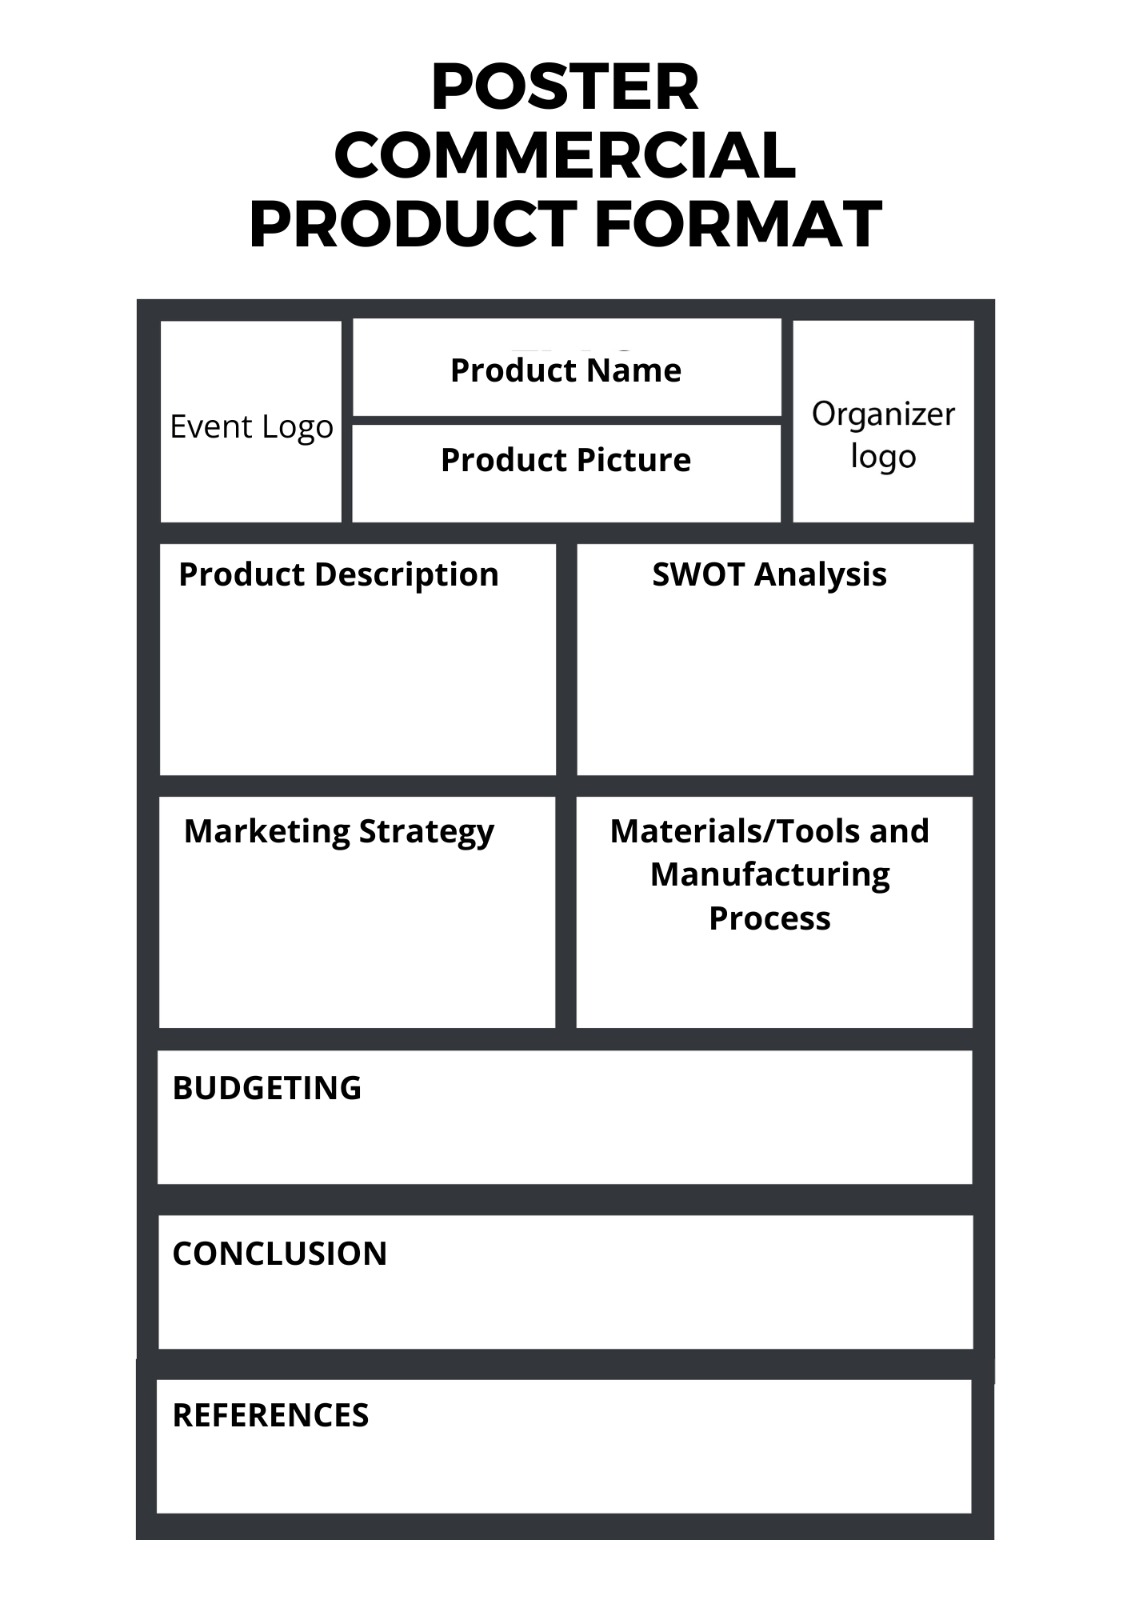 POSTER
COMMERCIAL
PRODUCT FORMAT
Event Logo
Product Name
Product Picture
Organizer
logo
Product Description
SWOT Analysis
Marketing Strategy
Materials/Tools and
Manufacturing
Process
BUDGETING
CONCLUSION
REFERENCES